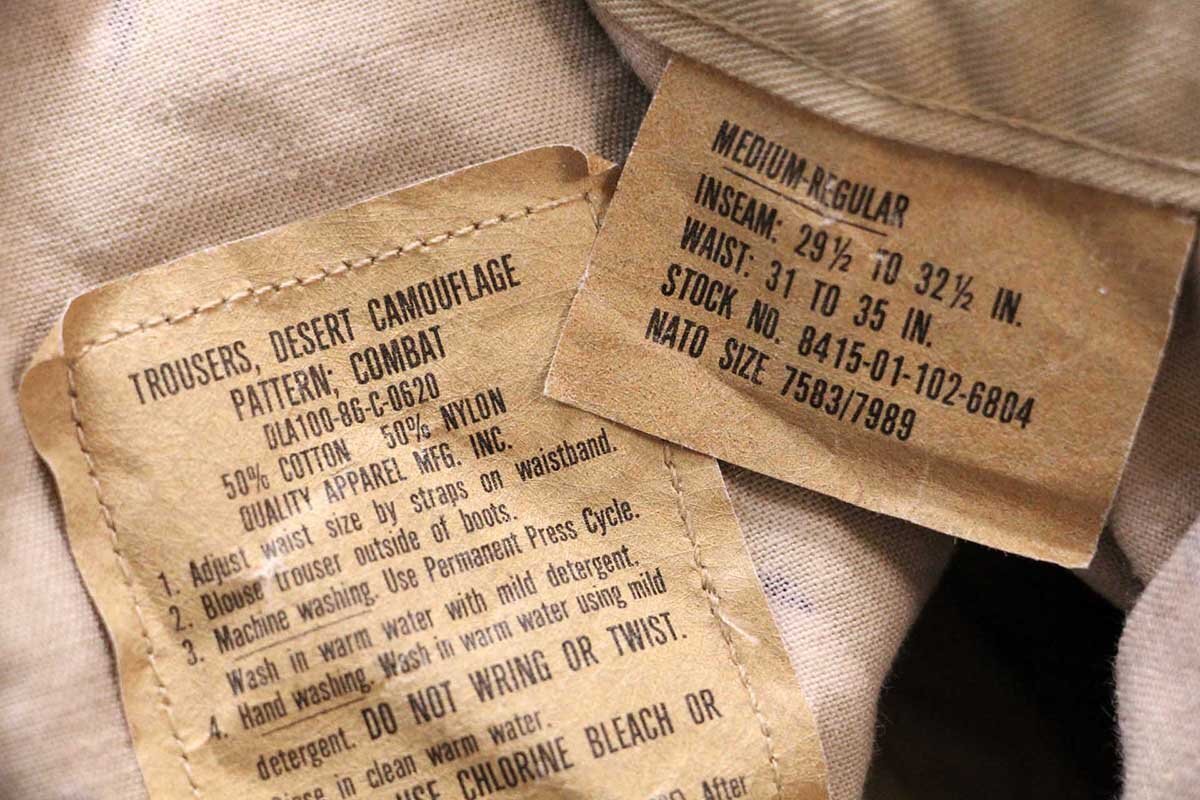 TROUSERS, DESERT CAMOUFLAGE
PATTERN; COMBAT
DLA100-86-C-0620
50% COTTON 50% NYLON
QUALITY APPAREL MFG. INC.
1. Adjust waist size by straps on waistband.
2. Blouse trouser outside of boots.
3. Machine washing. Use Permanent Press Cycle.
Wash in warm water with mild detergent,
4. Hand washing. Wash in warm water using mild
detergent. DO NOT WRING OR TWIST.
Rinse in clean warm water.
USE CHLORINE BLEACH OR
After
MEDIUM-REGULAR
INSEAM: 29½ TO 32½ IN.
WAIST: 31 TO 35 IN.
STOCK NO. 8415-01-102-6804
NATO SIZE 7583/7989